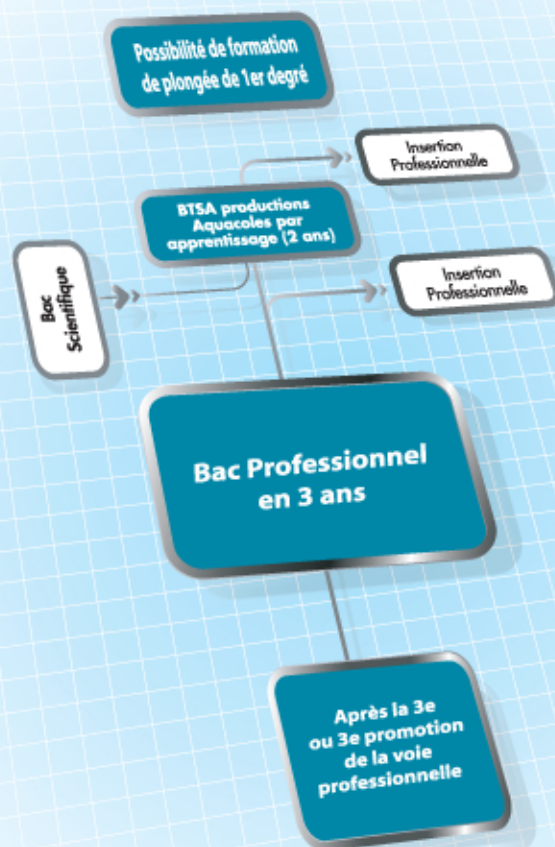 Possibilité de formation
de plongée de 1er degré
Insertion
Professionnelle
BTSA productions
Aquacoles par
apprentissage (2 ans)
Bac
Scientifique
Insertion
Professionnelle
Bac Professionnel
en 3 ans
Après la 3e
ou 3e promotion
de la voie
professionnelle